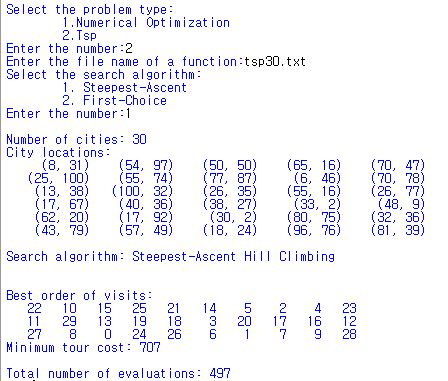 Select the problem type:
1.Numerical Optimization
2.Tsp
Enter the number:2
Enter the file name of a function:tsp30.txt
Select the search algorithm:
1. Steepest-Ascent
2. First-Choice
Enter the number:1
Number of cities: 30
City locations:
(8, 31) (54, 97) (50, 50) (65, 16) (70, 47)
(25, 100) (55, 74) (77, 87) (6, 46) (70, 78)
(13, 38) (100, 32) (26, 35) (55, 16) (26, 77)
(17, 67) (40, 36) (38, 27) (33, 2) (48, 9)
(62, 20) (17, 92) (30, 2) (80, 75) (32, 36)
(43, 79) (57, 49) (18, 24) (96, 76) (81, 39)
Search algorithm: Steepest-Ascent Hill Climbing
Best order of visits:
22 10 15 25 21 14 5 2 4 23
11 29 13 19 18 3 20 17 16 12
27 8 0 24 26 6 1 7 9 28
Minimum tour cost: 707
Total number of evaluations: 497